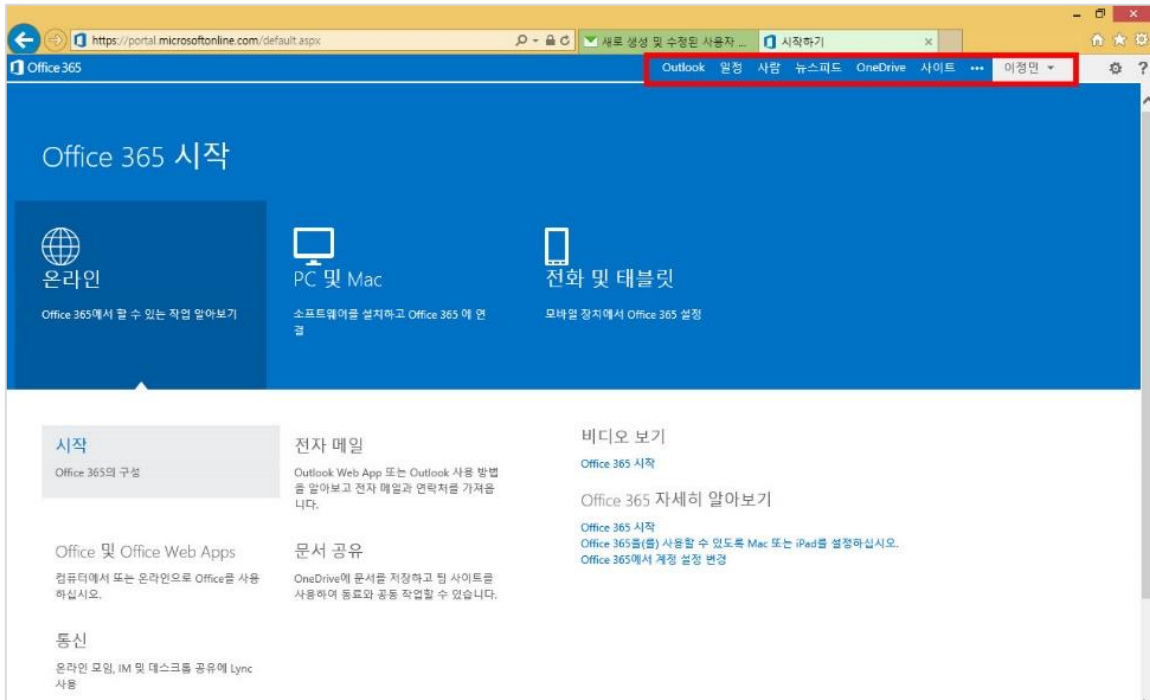 https://portal.microsoftonline.com/default.aspx
새로 생성 및 수정된 사용자 ...
시작하기
Office 365
Outlook 일정 사람 뉴스피드 OneDrive 사이트 ••• 이정민
?
Office 365 시작
온라인
Office 365에서 할 수 있는 작업 알아보기
PC 및 Mac
소프트웨어를 설치하고 Office 365 에 연
결
전화 및 태블릿
모바일 장치에서 Office 365 설정
시작
Office 365의 구성
전자 메일
Outlook Web App 또는 Outlook 사용 방법
을 알아보고 전자 메일과 연락처를 가져옵
니다.
Office 및 Office Web Apps
컴퓨터에서 또는 온라인으로 Office를 사용
하십시오.
문서 공유
OneDrive에 문서를 저장하고 팀 사이트를
사용하여 동료와 공동 작업할 수 있습니다.
통신
온라인 모임, IM 및 데스크톱 공유에 Lync
사용
비디오 보기
Office 365 시작
Office 365 자세히 알아보기
Office 365 시작
Office 365을(를) 사용할 수 있도록 Mac 또는 iPad를 설정하십시오.
Office 365에서 계정 설정 변경